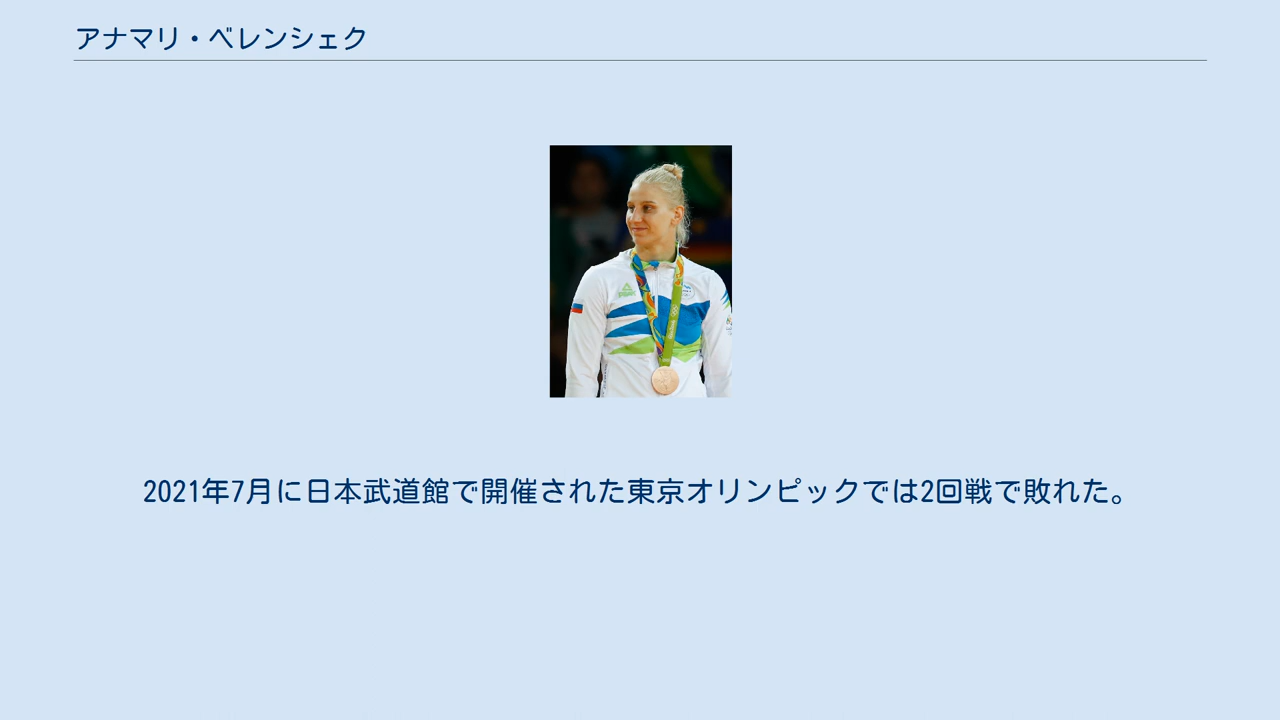 アナマリ・ベレンシェク
2021年7月に日本武道館で開催された東京オリンピックでは2回戦で敗れた。